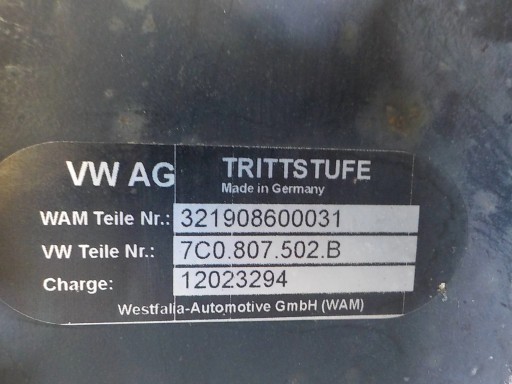 VW AG TRITTSTUFE
Made in Germany
WAM Teile Nr.: 321908600031
VW Teile Nr.: 7C0.807.502.B
Charge: 12023294
Westfalia-Automotive GmbH (WAM)